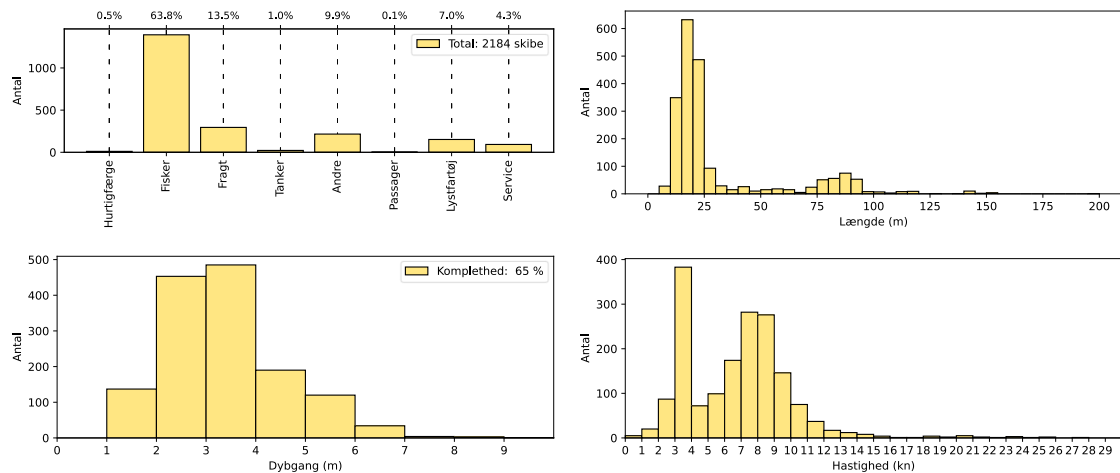 0.5% 63.8% 13.5% 1.0% 9.9% 0.1% 7.0% 4.3%
Total: 2184 skibe
Antal
1000
500
0
Hurtigfærge Fisker Fragt Tanker Andre Passager Lystfartøj Service
600
500
400
300
200
100
0
Antal
0 25 50 75 100 125 150 175 200
Længde (m)
500
400
300
200
100
0
Antal
Komplethed: 65 %
0 1 2 3 4 5 6 7 8 9
Dybgang (m)
400
300
200
100
0
Antal
0 1 2 3 4 5 6 7 8 9 10 11 12 13 14 15 16 17 18 19 20 21 22 23 24 25 26 27 28 29
Hastighed (kn)